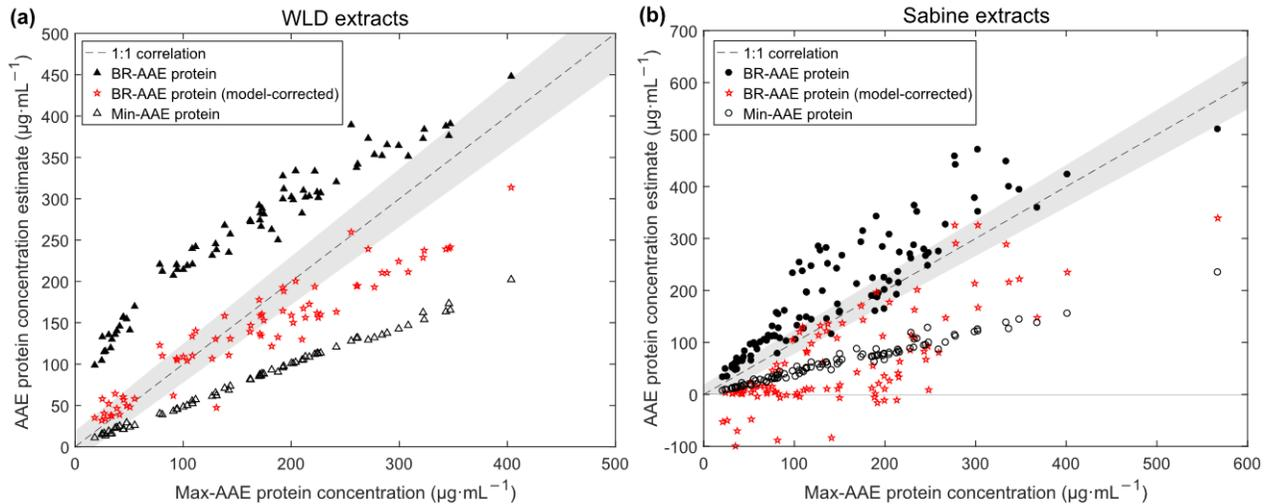 (a)
WLD extracts
AAE protein concentration estimate (µg·mL⁻¹)
500
450
400
350
300
250
200
150
100
50
0
1:1 correlation
BR-AAE protein
BR-AAE protein (model-corrected)
Min-AAE protein
0 100 200 300 400 500
Max-AAE protein concentration (µg·mL⁻¹)
(b)
Sabine extracts
AAE protein concentration estimate (µg·mL⁻¹)
700
600
500
400
300
200
100
0
-100
1:1 correlation
BR-AAE protein
BR-AAE protein (model-corrected)
Min-AAE protein
0 100 200 300 400 500 600
Max-AAE protein concentration (µg·mL⁻¹)